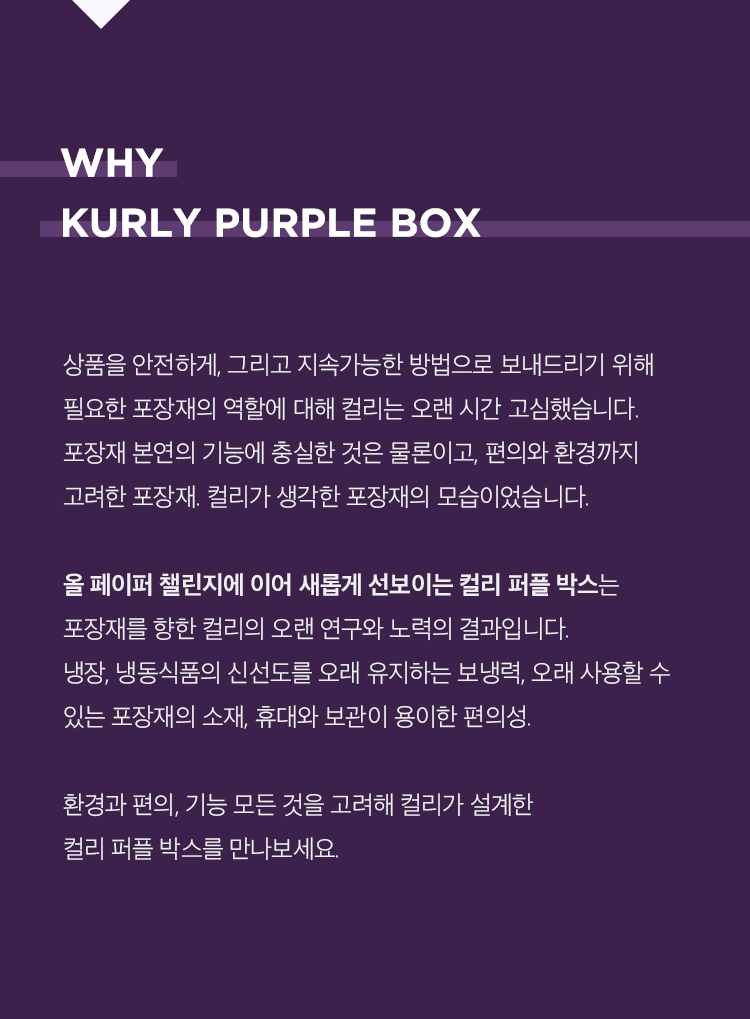 WHY
KURLY PURPLE BOX
상품을 안전하게, 그리고 지속가능한 방법으로 보내드리기 위해
필요한 포장재의 역할에 대해 컬리는 오랜 시간 고심했습니다.
포장재 본연의 기능에 충실한 것은 물론이고, 편의와 환경까지
고려한 포장재. 컬리가 생각한 포장재의 모습이었습니다.
올 페이퍼 챌린지에 이어 새롭게 선보이는 컬리 퍼플 박스는
포장재를 향한 컬리의 오랜 연구와 노력의 결과입니다.
냉장, 냉동식품의 신선도를 오래 유지하는 보냉력, 오래 사용할 수
있는 포장재의 소재, 휴대와 보관이 용이한 편의성.
환경과 편의, 기능 모든 것을 고려해 컬리가 설계한
컬리 퍼플 박스를 만나보세요.